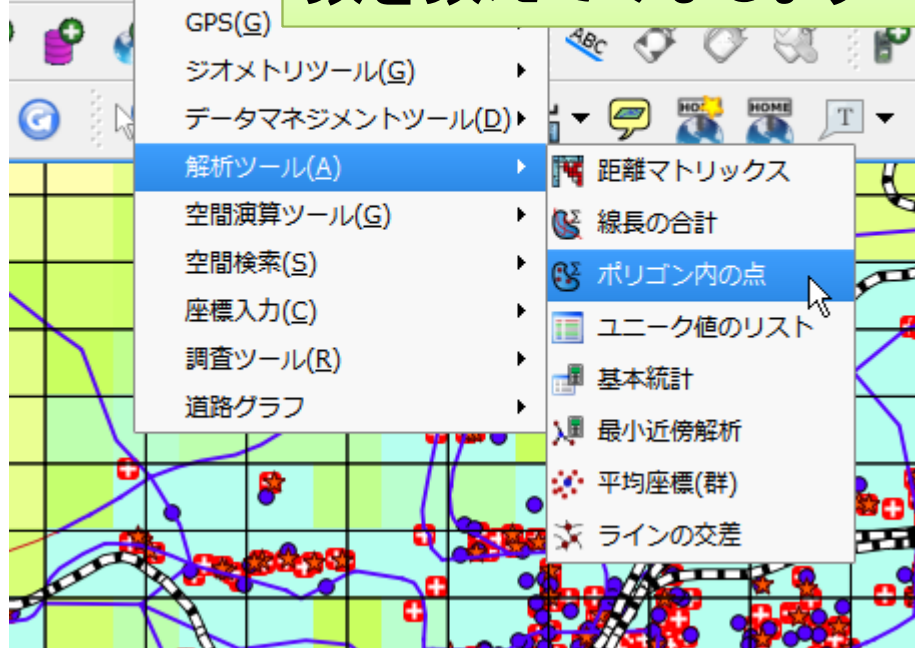 GPS(G)
ジオメトリツール(G)
データマネジメントツール(D)
解析ツール(A)
空間演算ツール(G)
空間検索(S)
座標入力(C)
調査ツール(R)
道路グラフ
ABC
HOME
HOME
T
距離マトリックス
線長の合計
ポリゴン内の点
ユニーク値のリスト
基本統計
最小近傍解析
平均座標(群)
ラインの交差